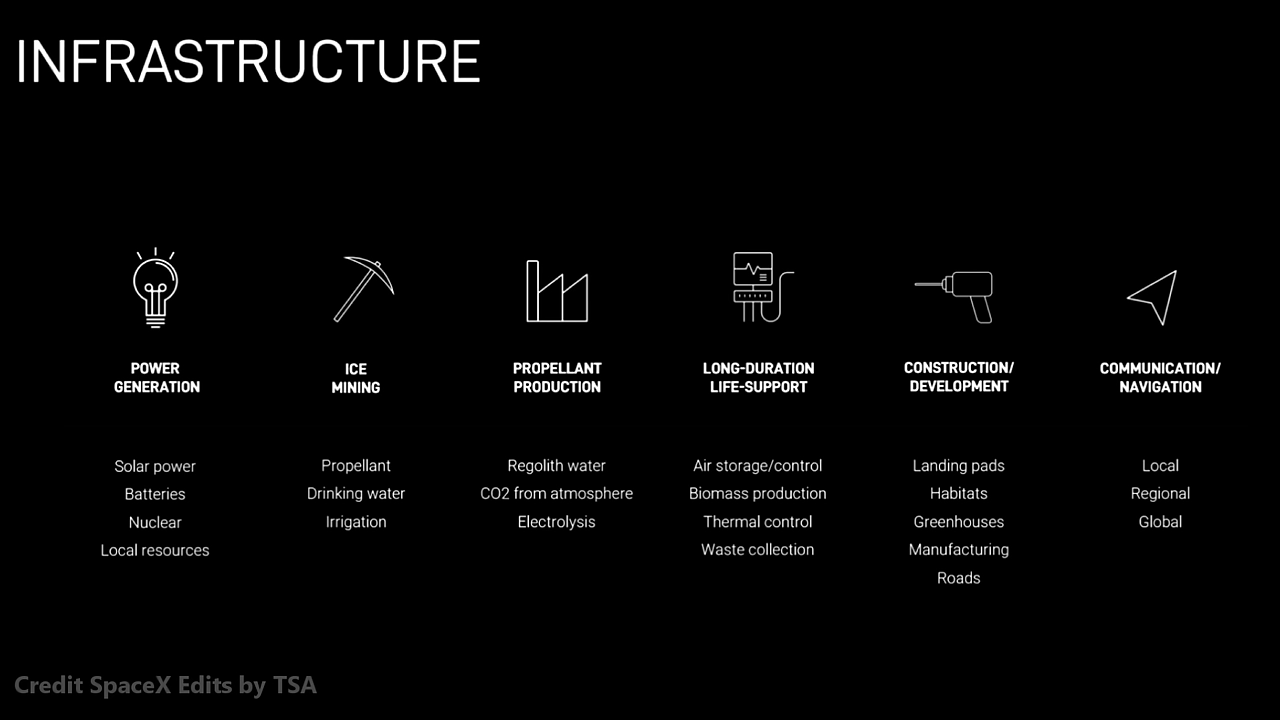 INFRASTRUCTURE
POWER
GENERATION
Solar power
Batteries
Nuclear
Local resources
ICE
MINING
Propellant
Drinking water
Irrigation
PROPELLANT
PRODUCTION
Regolith water
CO2 from atmosphere
Electrolysis
LONG-DURATION
LIFE-SUPPORT
Air storage/control
Biomass production
Thermal control
Waste collection
CONSTRUCTION/
DEVELOPMENT
Landing pads
Habitats
Greenhouses
Manufacturing
Roads
COMMUNICATION/
NAVIGATION
Local
Regional
Global
Credit SpaceX Edits by TSA